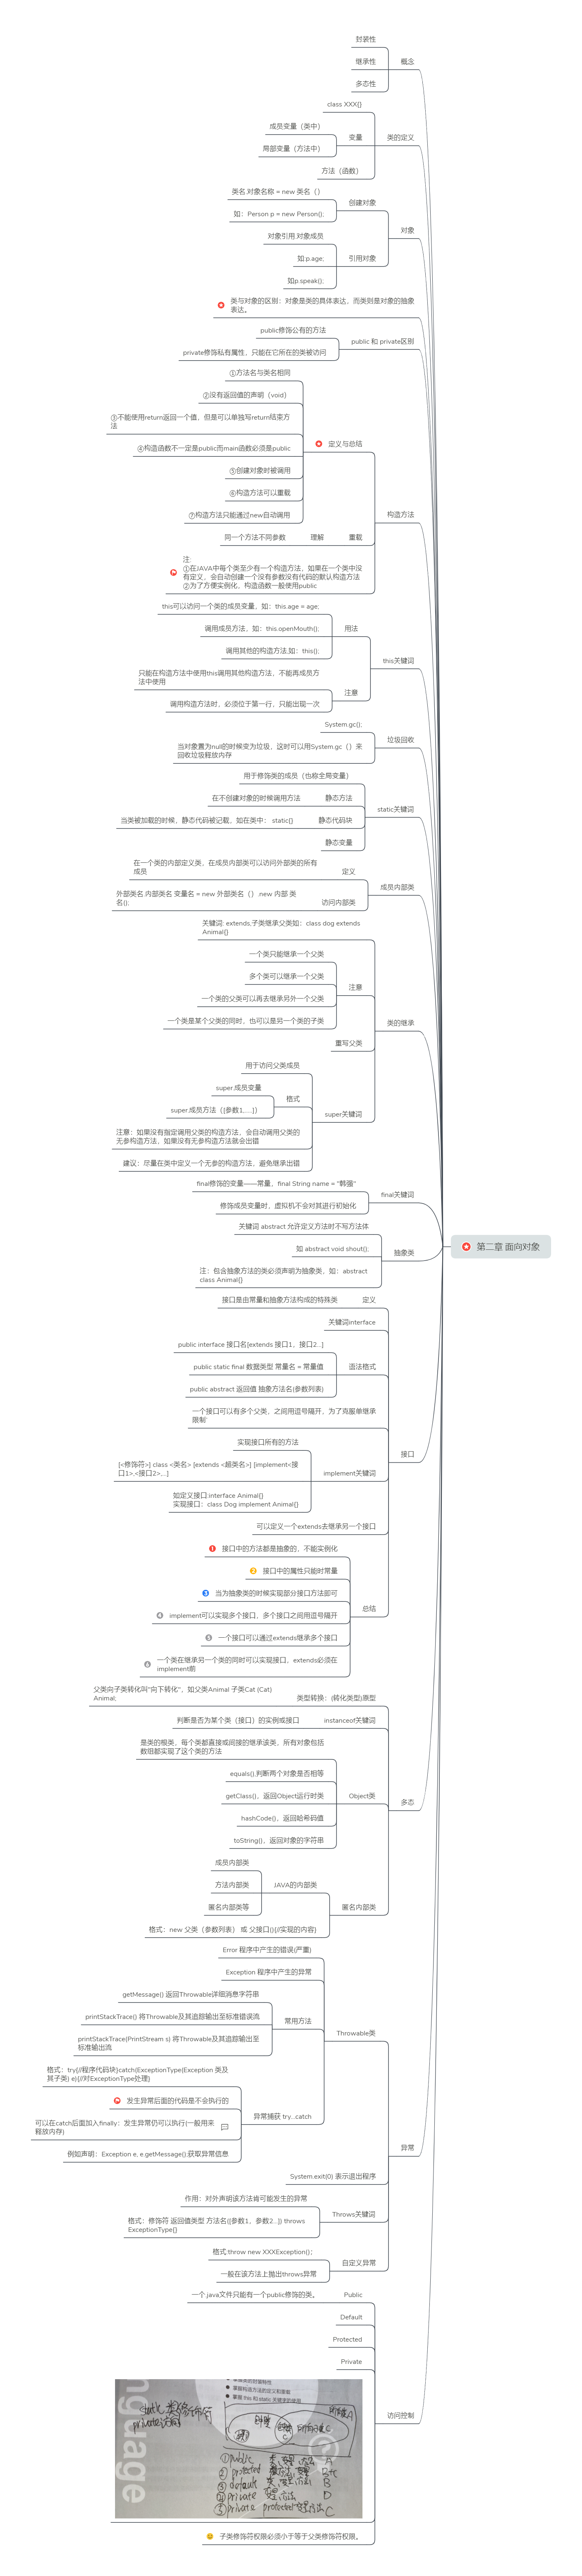 封装性
继承性
概念
多态性
class XXX{}
成员变量（类中）
变量
类的定义
局部变量（方法中）
方法（函数）
类名.对象名称 = new 类名（）
创建对象
如：Person p = new Person();
对象
对象引用.对象成员
如;p.age;
引用对象
如p.speak();
类与对象的区别：对象是类的具体表达，而类则是对象的抽象
表达。
public修饰公有的方法
public 和 private区别
private修饰私有属性，只能在它所在的类被访问
①方法名与类名相同
②没有返回值的声明（void）
③不能使用return返回一个值，但是可以单独写return结束方
法
定义与总结
④构造函数不一定是public而main函数必须是public
⑤创建对象时被调用
⑥构造方法可以重载
⑦构造方法只能通过new自动调用
构造方法
同一个方法不同参数
理解
重载
注:
①在JAVA中每个类至少有一个构造方法，如果在一个类中没
有定义，会自动创建一个没有参数没有代码的默认构造方法
②为了方便实例化，构造函数一般使用public
this可以访问一个类的成员变量，如：this.age = age;
调用成员方法，如：this.openMouth();
用法
调用其他的构造方法,如：this();
this关键词
只能在构造方法中使用this调用其他构造方法，不能再成员方
法中使用
注意
调用构造方法时，必须位于第一行，只能出现一次
System.gc();
垃圾回收
当对象置为null的时候变为垃圾，这时可以用System.gc（）来
回收垃圾释放内存
用于修饰类的成员（也称全局变量）
在不创建对象的时候调用方法
静态方法
static关键词
当类被加载的时候，静态代码被记载，如在类中： static{}
静态代码块
静态变量
在一个类的内部定义类，在成员内部类可以访问外部类的所有
成员
定义
成员内部类
外部类名.内部类名 变量名 = new 外部类名（）.new 内部 类
名();
访问内部类
关键词: extends,子类继承父类如：class dog extends
Animal{}
一个类只能继承一个父类
多个类可以继承一个父类
注意
一个类的父类可以再去继承另外一个父类
一个类是某个父类的同时，也可以是另一个类的子类
类的继承
重写父类
用于访问父类成员
super.成员变量
格式
super.成员方法（[参数1,......]）
super关键词
注意：如果没有指定调用父类的构造方法，会自动调用父类的
无参构造方法，如果没有无参构造方法就会出错
建议：尽量在类中定义一个无参的构造方法，避免继承出错
final修饰的变量——常量，final String name = "韩强"
final关键词
修饰成员变量时，虚拟机不会对其进行初始化
关键词 abstract 允许定义方法时不写方法体
如 abstract void shout();
抽象类
注：包含抽象方法的类必须声明为抽象类，如：abstract
class Animal{}
第二章 面向对象
接口是由常量和抽象方法构成的特殊类
定义
关键词interface
public interface 接口名[extends 接口1，接口2...]
public static final 数据类型 常量名 = 常量值
语法格式
public abstract 返回值 抽象方法名(参数列表)
一个接口可以有多个父类，之间用逗号隔开，为了克服单继承
限制'
接口
实现接口所有的方法
[<修饰符>] class <类名> [extends <超类名>] [implement<接
口1>,<接口2>,... ]
implement关键词
如定义接口:interface Animal{}
实现接口：class Dog implement Animal{}
可以定义一个extends去继承另一个接口
接口中的方法都是抽象的，不能实例化
接口中的属性只能时常量
当为抽象类的时候实现部分接口方法即可
总结
implement可以实现多个接口，多个接口之间用逗号隔开
一个接口可以通过extends继承多个接口
一个类在继承另一个类的同时可以实现接口，extends必须在
implement前
父类向子类转化叫"向下转化"，如父类Animal 子类Cat (Cat)
Animal;
类型转换：(转化类型)原型
判断是否为某个类（接口）的实例或接口
instanceof关键词
是类的根类，每个类都直接或间接的继承该类，所有对象包括
数组都实现了这个类的方法
equals(),判断两个对象是否相等
getClass()，返回Object运行时类
Object类
多态
hashCode()，返回哈希码值
toString()，返回对象的字符串
成员内部类
方法内部类
JAVA的内部类
匿名内部类等
匿名内部类
格式：new 父类（参数列表） 或 父接口(){//实现的内容}
Error 程序中产生的错误(严重)
Exception 程序中产生的异常
getMessage() 返回Throwable详细消息字符串
printStackTrace() 将Throwable及其追踪输出至标准错误流
常用方法
Throwable类
printStackTrace(PrintStream s) 将Throwable及其追踪输出至
标准输出流
格式：try{//程序代码块}catch(ExceptionType(Exception 类及
其子类) e){//对ExceptionType处理}
发生异常后面的代码是不会执行的
异常捕获 try...catch
可以在catch后面加入finally：发生异常仍可以执行(一般用来
释放内存)
例如声明：Exception e, e.getMessage();获取异常信息
异常
System.exit(0) 表示退出程序
作用：对外声明该方法肯可能发生的异常
Throws关键词
格式：修饰符 返回值类型 方法名([参数1，参数2...]) throws
ExceptionType{}
格式:throw new XXXException()；
自定义异常
一般在该方法上抛出throws异常
一个.java文件只能有一个public修饰的类。
Public
Default
Protected
Private
访问控制
掌握构造方法的定义和重载
掌握 this 和 static 关键字的使用
nguage
①public 类、变量、方法 A
②protected 变量、方法 B+C
③default 类、变量、方法 B
④private 变量、方法 D
⑤private protected 变量方法 C
子类修饰符权限必须小于等于父类修饰符权限。